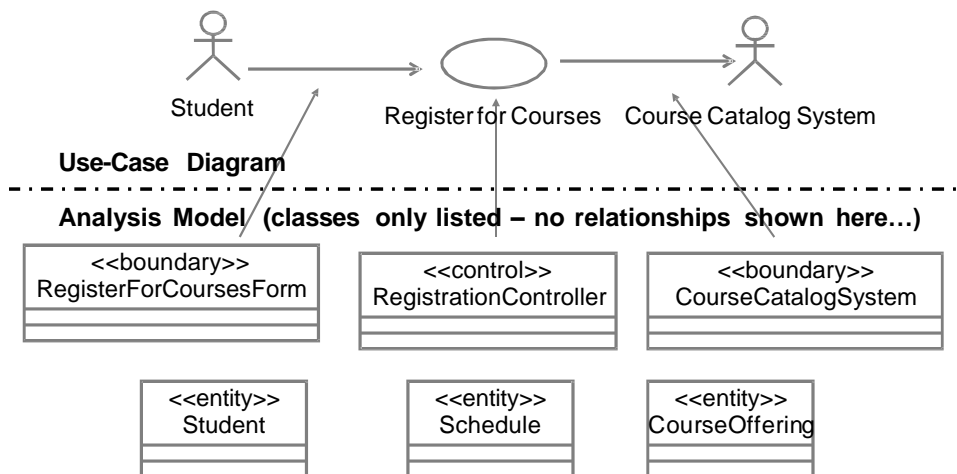 Student
Register for Courses
Course Catalog System
Use-Case Diagram
Analysis Model (classes only listed – no relationships shown here…)
<<boundary>>
RegisterForCoursesForm
<<control>>
RegistrationController
<<boundary>>
CourseCatalogSystem
<<entity>>
Student
<<entity>>
Schedule
<<entity>>
CourseOffering